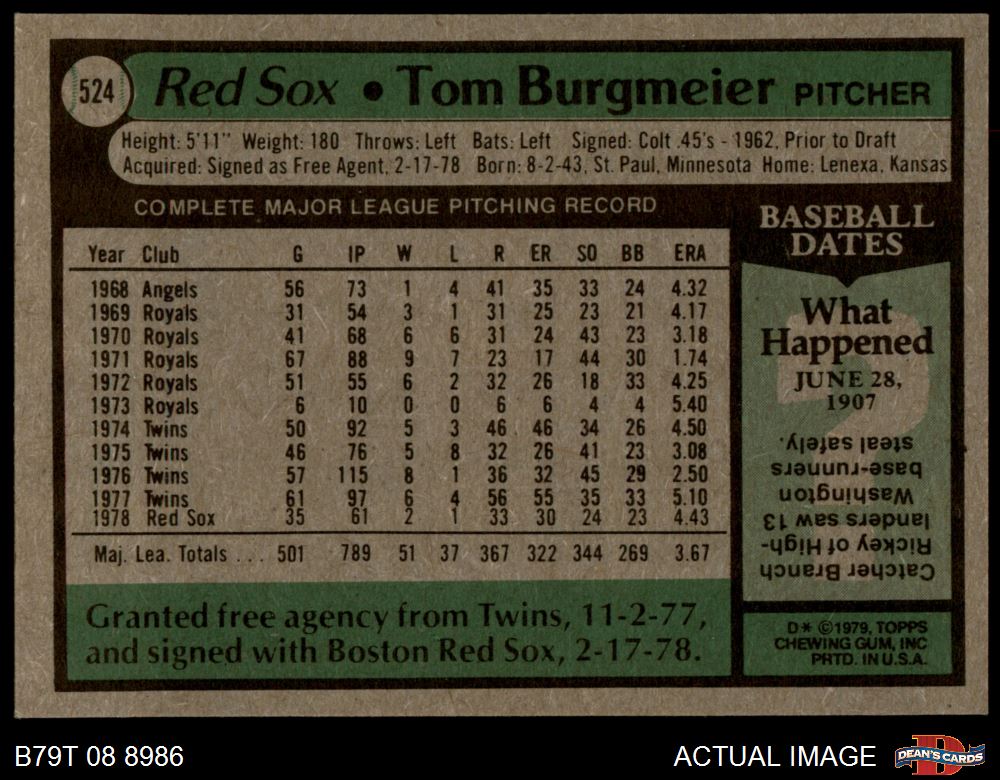 524 Red Sox • Tom Burgmeier PITCHER
Height: 5'11" Weight: 180 Throws: Left Bats: Left Signed: Colt .45's - 1962, Prior to Draft
Acquired: Signed as Free Agent, 2-17-78 Born: 8-2-43, St. Paul, Minnesota Home: Lenexa, Kansas
COMPLETE MAJOR LEAGUE PITCHING RECORD
Year Club G IP W L R ER SO BB ERA
1968 Angels 56 73 1 4 41 35 33 24 4.32
1969 Royals 31 54 3 1 31 25 23 21 4.17
1970 Royals 41 68 6 6 31 24 43 23 3.18
1971 Royals 67 88 9 7 23 17 44 30 1.74
1972 Royals 51 55 6 2 32 26 18 33 4.25
1973 Royals 6 10 0 0 6 6 4 4 5.40
1974 Twins 50 92 5 3 46 46 34 26 4.50
1975 Twins 46 76 5 8 32 26 41 23 3.08
1976 Twins 57 115 8 1 36 32 45 29 2.50
1977 Twins 61 97 6 4 56 55 35 33 5.10
1978 Red Sox 35 61 2 1 33 30 24 23 4.43
Maj. Lea. Totals ... 501 789 51 37 367 322 344 269 3.67
Granted free agency from Twins, 11-2-77,
and signed with Boston Red Sox, 2-17-78.
BASEBALL
DATES
What
Happened
JUNE 28,
1907
Catcher Branch
Rickey of High-
landers saw 13
Washington
base-runners
steal safely.
D* ©1979, TOPPS
CHEWING GUM, INC
PRTD. IN U.S.A.
B79T 08 8986
ACTUAL IMAGE
D
DEAN'S CARDS